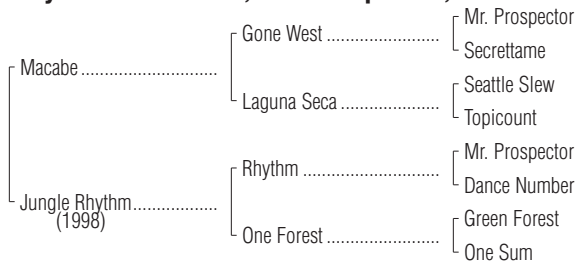 Mr. Prospector
Gone West
Secrettame
Macabe
Seattle Slew
Laguna Seca
Topicount
Mr. Prospector
Rhythm
Dance Number
Jungle Rhythm
(1998)
Green Forest
One Forest
One Sum